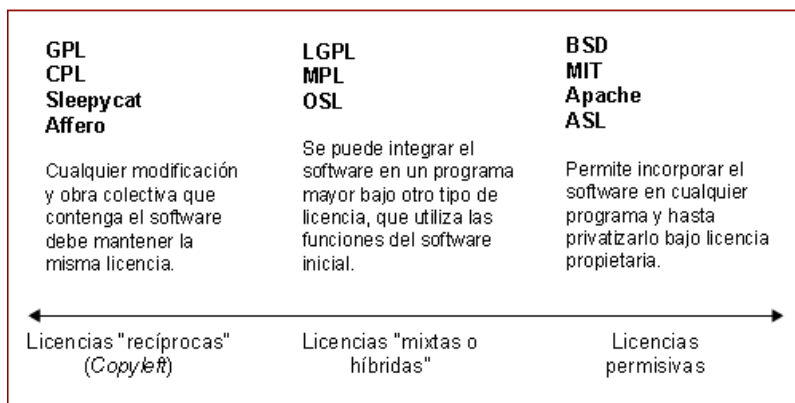 GPL
CPL
Sleepycat
Affero
Cualquier modificación
y obra colectiva que
contenga el software
debe mantener la
misma licencia.
LGPL
MPL
OSL
Se puede integrar el
software en un programa
mayor bajo otro tipo de
licencia, que utiliza las
funciones del software
inicial.
BSD
MIT
Apache
ASL
Permite incorporar el
software en cualquier
programa y hasta
privatizarlo bajo licencia
propietaria.
Licencias "recíprocas"
(Copyleft)
Licencias "mixtas o
híbridas"
Licencias
permisivas